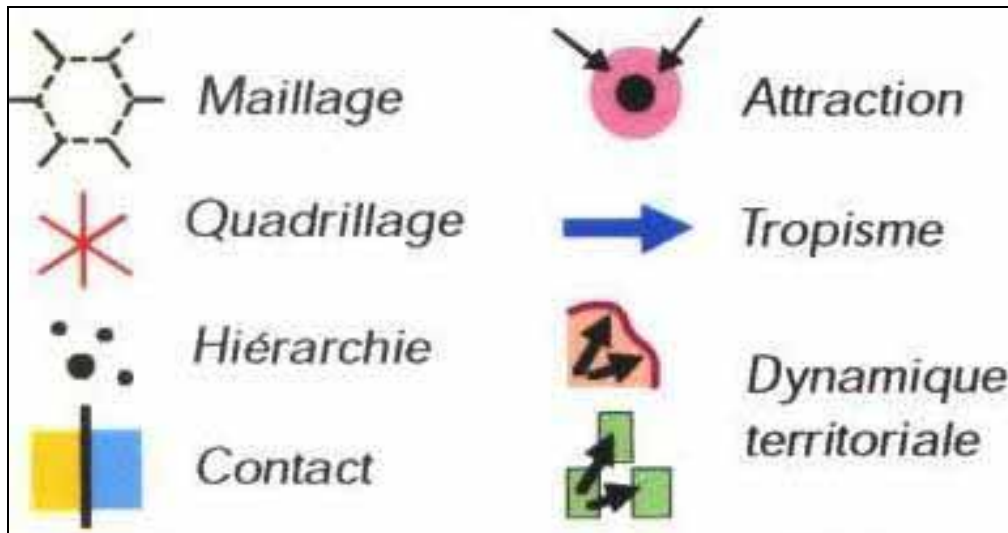 Maillage
Quadrillage
Hiérarchie
Contact
Attraction
Tropisme
Dynamique
territoriale